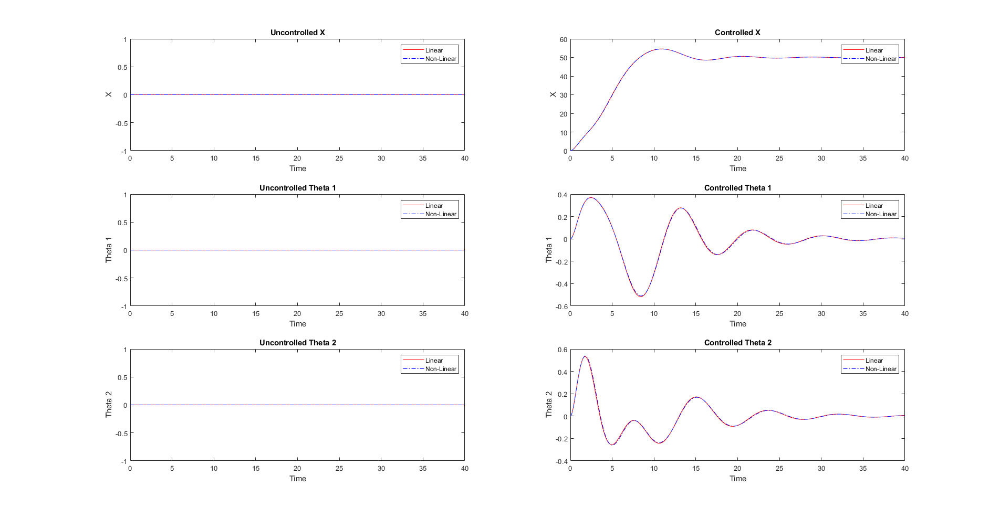 Uncontrolled X
1
0.5
0
-0.5
-1
X
Linear
Non-Linear
0 5 10 15 20 25 30 35 40
Time
Controlled X
60
50
40
30
20
10
0
X
Linear
Non-Linear
0 5 10 15 20 25 30 35 40
Time
Uncontrolled Theta 1
1
0.5
0
-0.5
-1
Theta 1
Linear
Non-Linear
0 5 10 15 20 25 30 35 40
Time
Controlled Theta 1
0.4
0.2
0
-0.2
-0.4
-0.6
Theta 1
Linear
Non-Linear
0 5 10 15 20 25 30 35 40
Time
Uncontrolled Theta 2
1
0.5
0
-0.5
-1
Theta 2
Linear
Non-Linear
0 5 10 15 20 25 30 35 40
Time
Controlled Theta 2
0.6
0.4
0.2
0
-0.2
-0.4
Theta 2
Linear
Non-Linear
0 5 10 15 20 25 30 35 40
Time